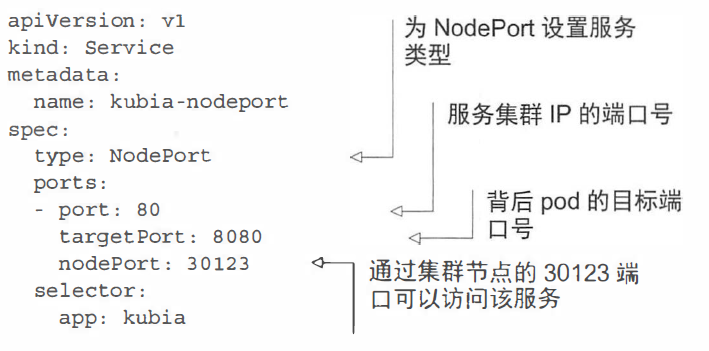 apiVersion: v1
kind: Service
metadata:
  name: kubia-nodeport
spec:
  type: NodePort
  ports:
  - port: 80
    targetPort: 8080
    nodePort: 30123
  selector:
    app: kubia
为 NodePort 设置服务
类型
服务集群 IP 的端口号
背后 pod 的目标端
口号
通过集群节点的 30123 端
口可以访问该服务